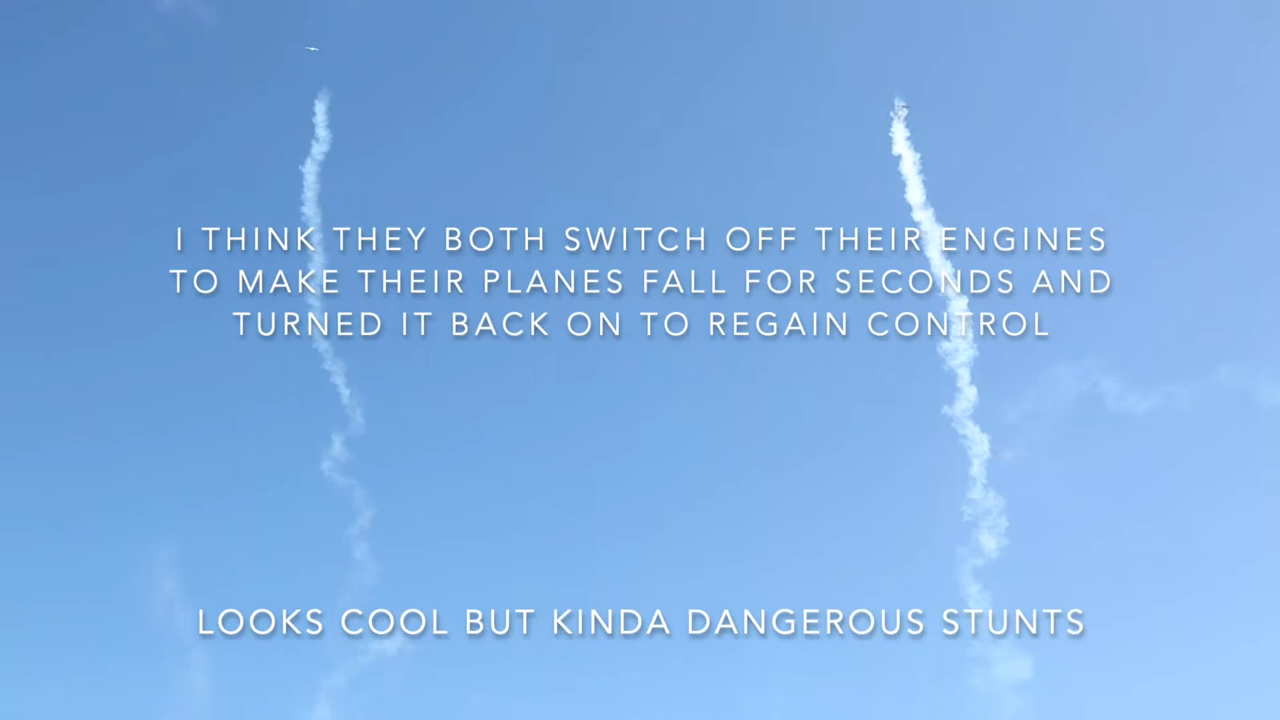 I THINK THEY BOTH SWITCH OFF THEIR ENGINES
TO MAKE THEIR PLANES FALL FOR SECONDS AND
TURNED IT BACK ON TO REGAIN CONTROL
LOOKS COOL BUT KINDA DANGEROUS STUNTS